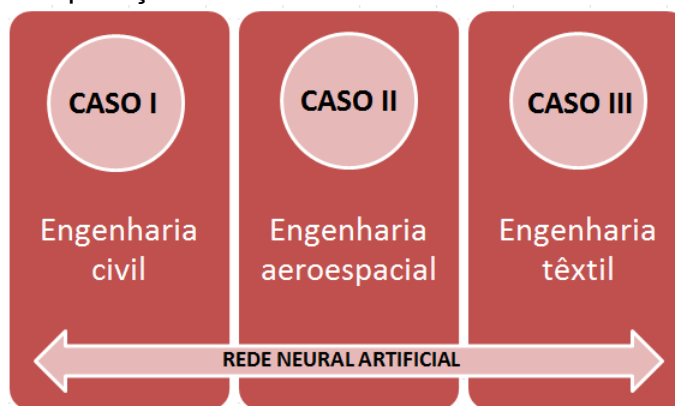 CASO I
CASO II
CASO III
Engenharia
civil
Engenharia
aeroespacial
Engenharia
têxtil
REDE NEURAL ARTIFICIAL